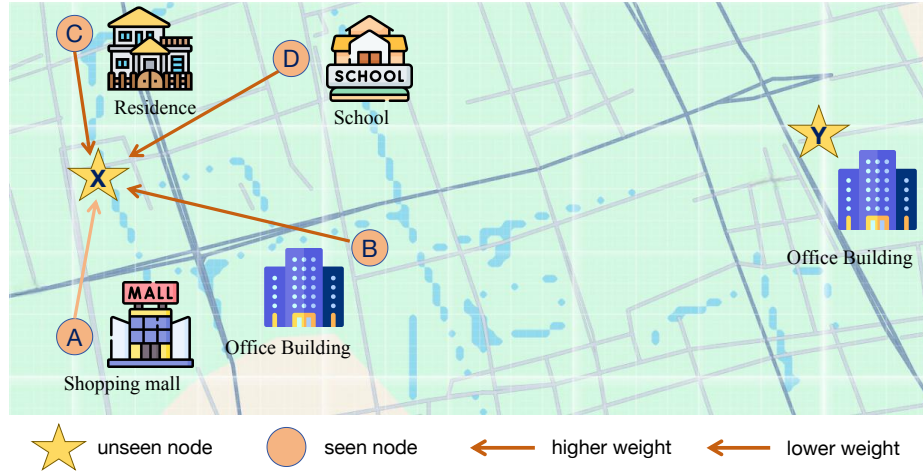 C
D
SCHOOL
Residence
School
Y
X
B
Office Building
MALL
A
Office Building
Shopping mall
unseen node
seen node
higher weight
lower weight